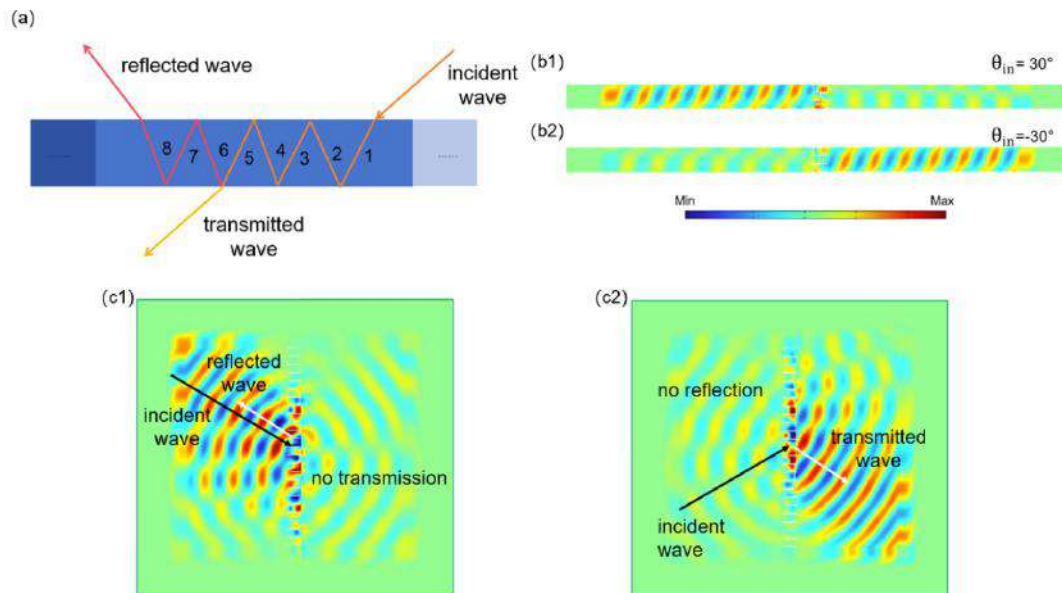 (a)
reflected wave
incident
wave
......
8
7
6
5
4
3
2
1
......
transmitted
wave
(b1)
θin = 30°
(b2)
θin = -30°
Min
Max
(c1)
reflected
wave
incident
wave
no transmission
(c2)
no reflection
transmitted
wave
incident
wave